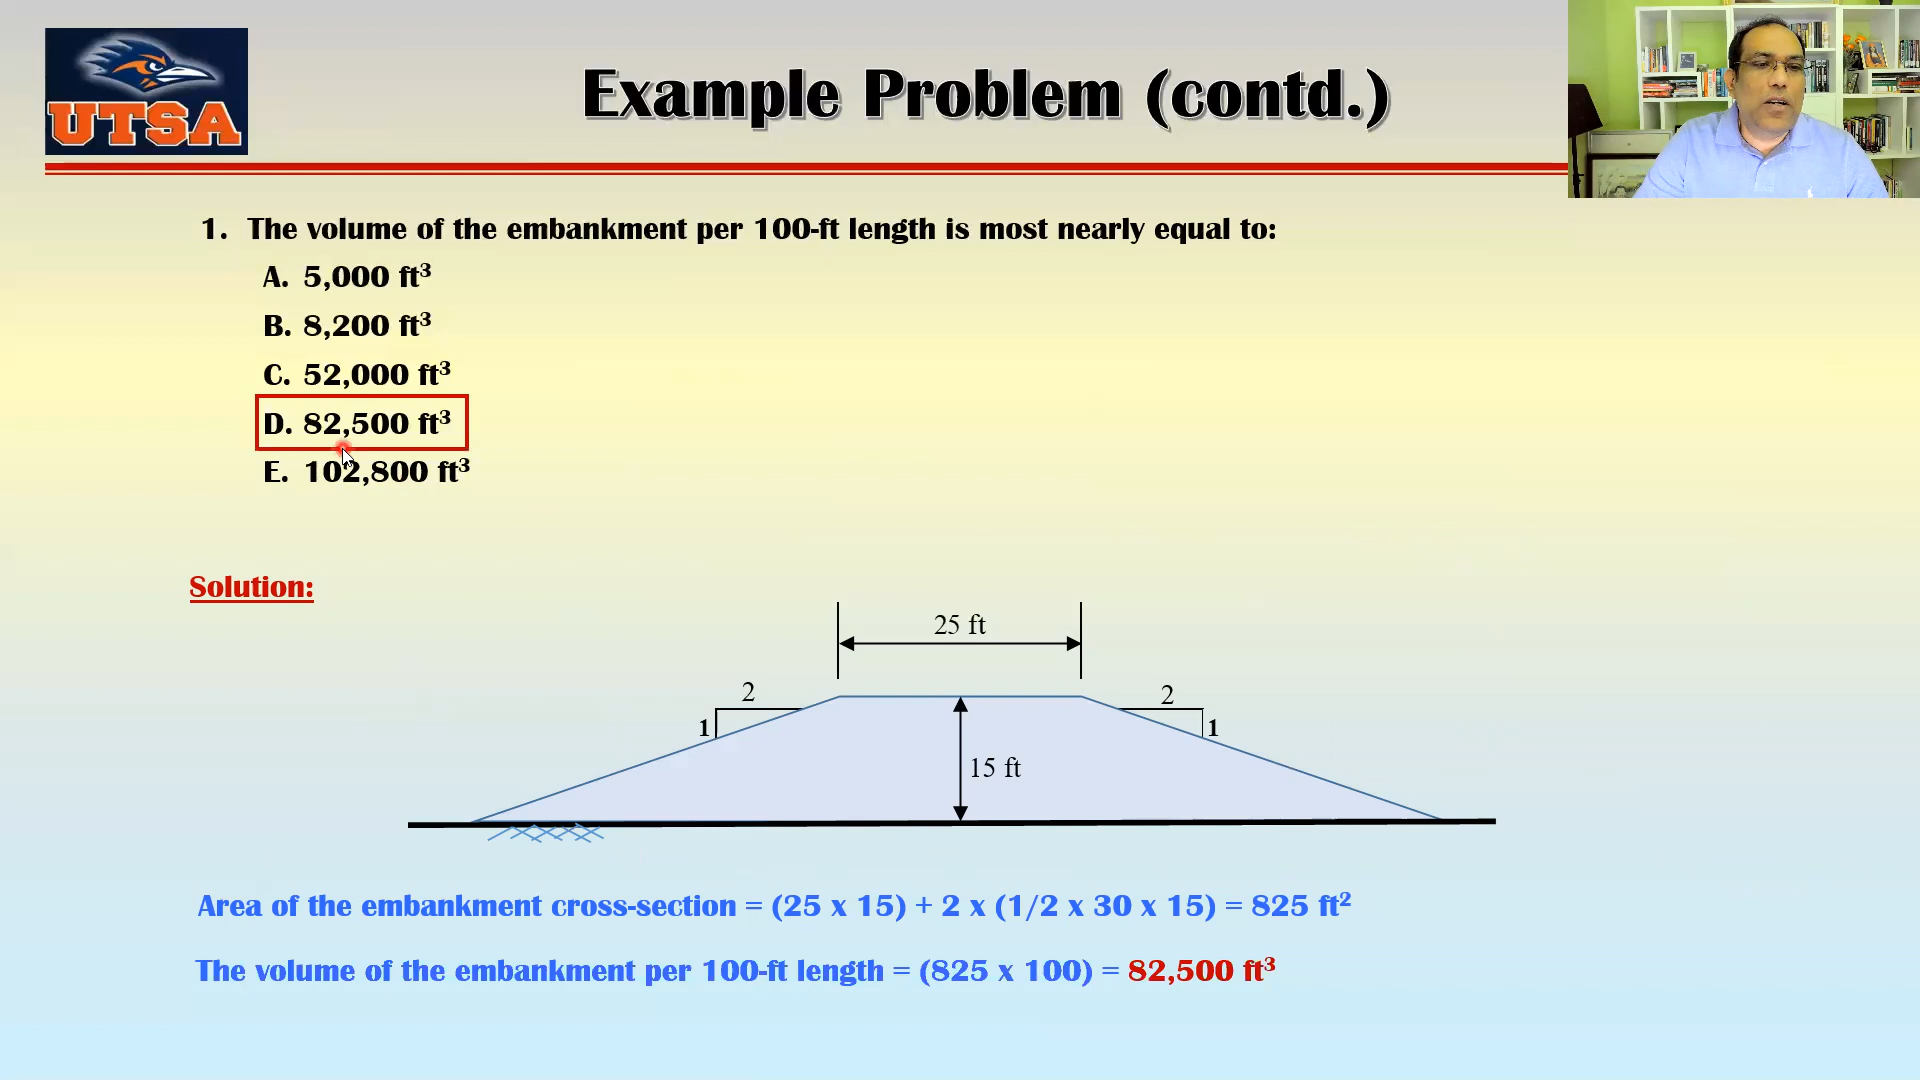 UTSA
Example Problem (contd.)
1. The volume of the embankment per 100-ft length is most nearly equal to:
A. 5,000 ft³
B. 8,200 ft³
C. 52,000 ft³
D. 82,500 ft³
E. 102,800 ft³
Solution:
25 ft
2
2
1
1
15 ft
Area of the embankment cross-section = (25 x 15) + 2 x (1/2 x 30 x 15) = 825 ft²
The volume of the embankment per 100-ft length = (825 x 100) = 82,500 ft³